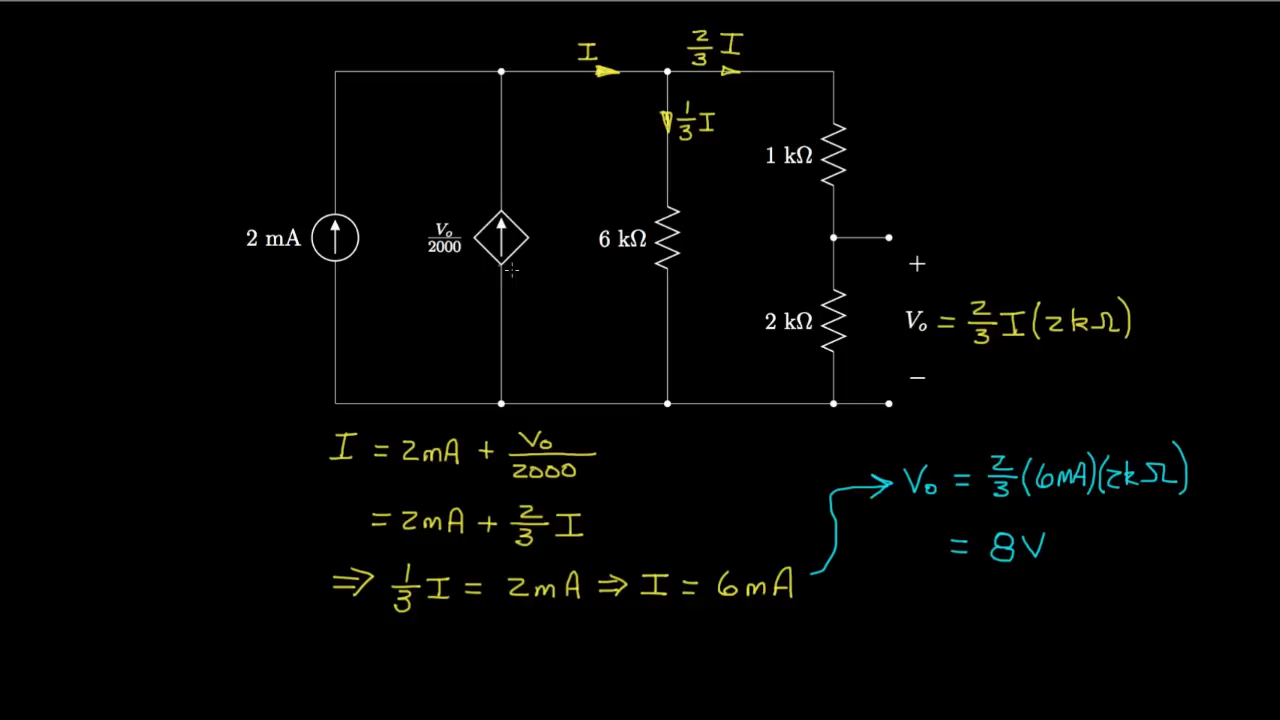 I
2/3 I
1/3 I
1 kΩ
2 mA
Vo/2000
6 kΩ
+
2 kΩ
Vo = 2/3 I (2kΩ)
−
I = 2mA + Vo/2000
= 2mA + 2/3 I
⇒ 1/3 I = 2mA ⇒ I = 6mA
Vo = 2/3 (6mA)(2kΩ)
= 8V